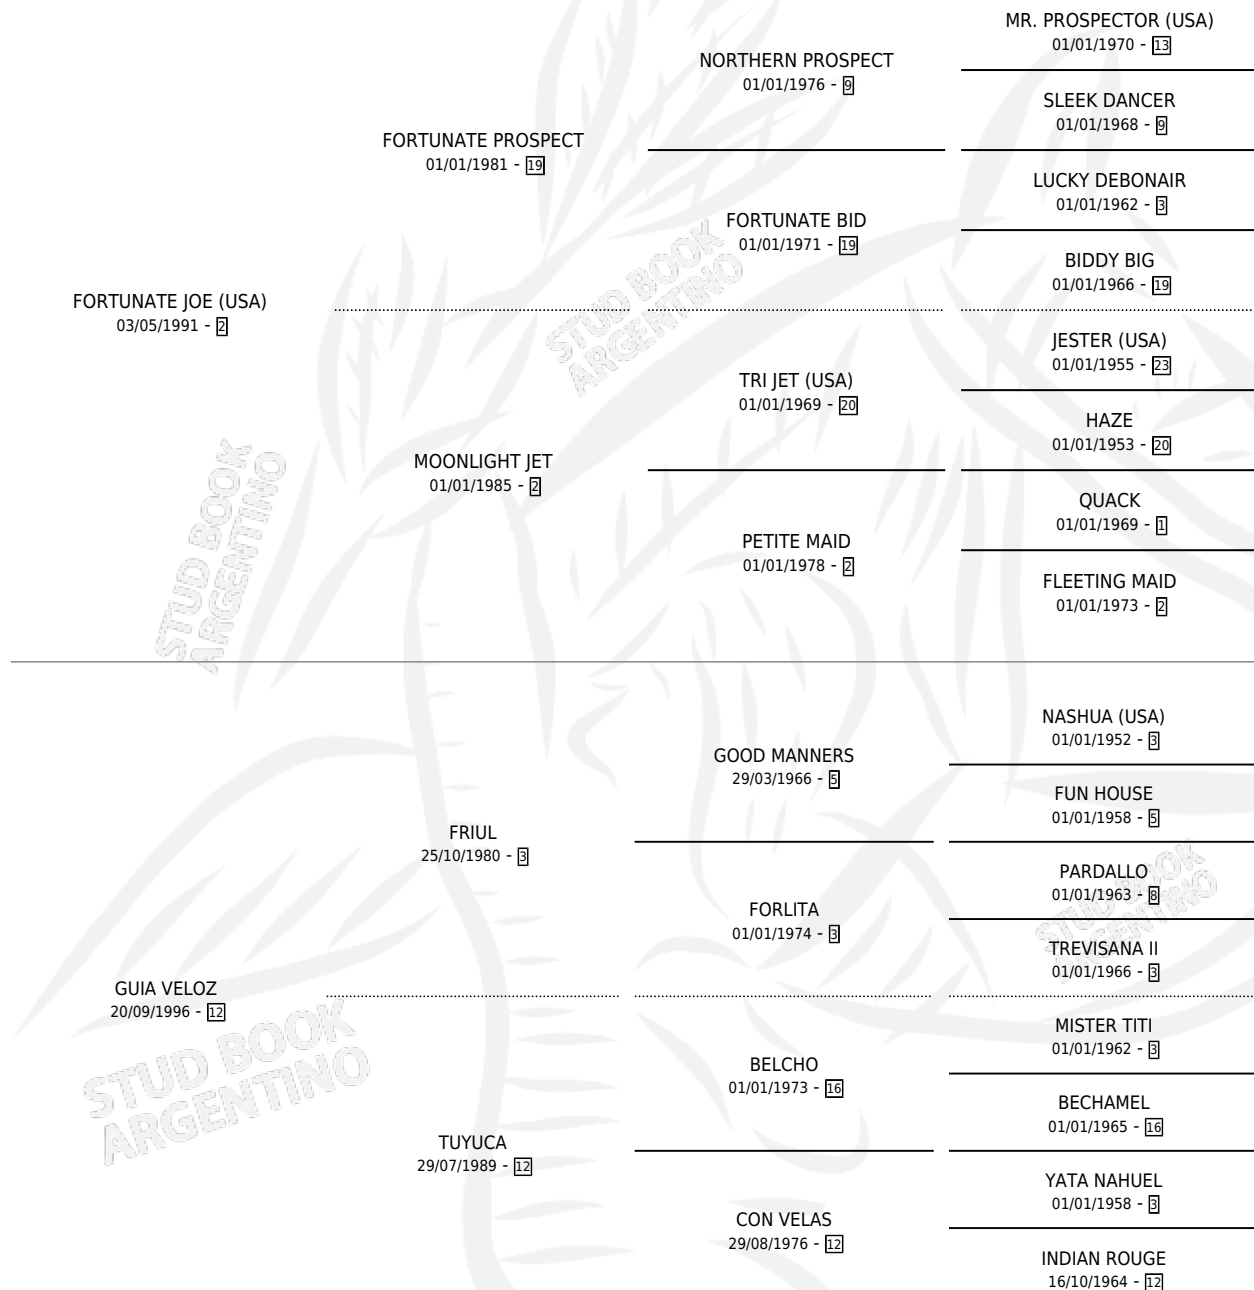 MR. PROSPECTOR (USA)
01/01/1970 - 13
NORTHERN PROSPECT
01/01/1976 - 9
SLEEK DANCER
01/01/1968 - 9
FORTUNATE PROSPECT
01/01/1981 - 19
LUCKY DEBONAIR
01/01/1962 - 3
FORTUNATE BID
01/01/1971 - 19
BIDDY BIG
01/01/1966 - 19
FORTUNATE JOE (USA)
03/05/1991 - 2
JESTER (USA)
01/01/1955 - 23
TRI JET (USA)
01/01/1969 - 20
HAZE
01/01/1953 - 20
MOONLIGHT JET
01/01/1985 - 2
QUACK
01/01/1969 - 1
PETITE MAID
01/01/1978 - 2
FLEETING MAID
01/01/1973 - 2
NASHUA (USA)
01/01/1952 - 3
GOOD MANNERS
29/03/1966 - 5
FUN HOUSE
01/01/1958 - 5
FRIUL
25/10/1980 - 3
PARDALLO
01/01/1963 - 8
FORLITA
01/01/1974 - 3
TREVISANA II
01/01/1966 - 3
GUIA VELOZ
20/09/1996 - 12
MISTER TITI
01/01/1962 - 3
BELCHO
01/01/1973 - 16
BECHAMEL
01/01/1965 - 16
TUYUCA
29/07/1989 - 12
YATA NAHUEL
01/01/1958 - 3
CON VELAS
29/08/1976 - 12
INDIAN ROUGE
16/10/1964 - 12
STUD BOOK
ARGENTINO
STUD BOOK
ARGENTINO
STUD BOOK
ARGENTINO
STUD BOOK
ARGENTINO